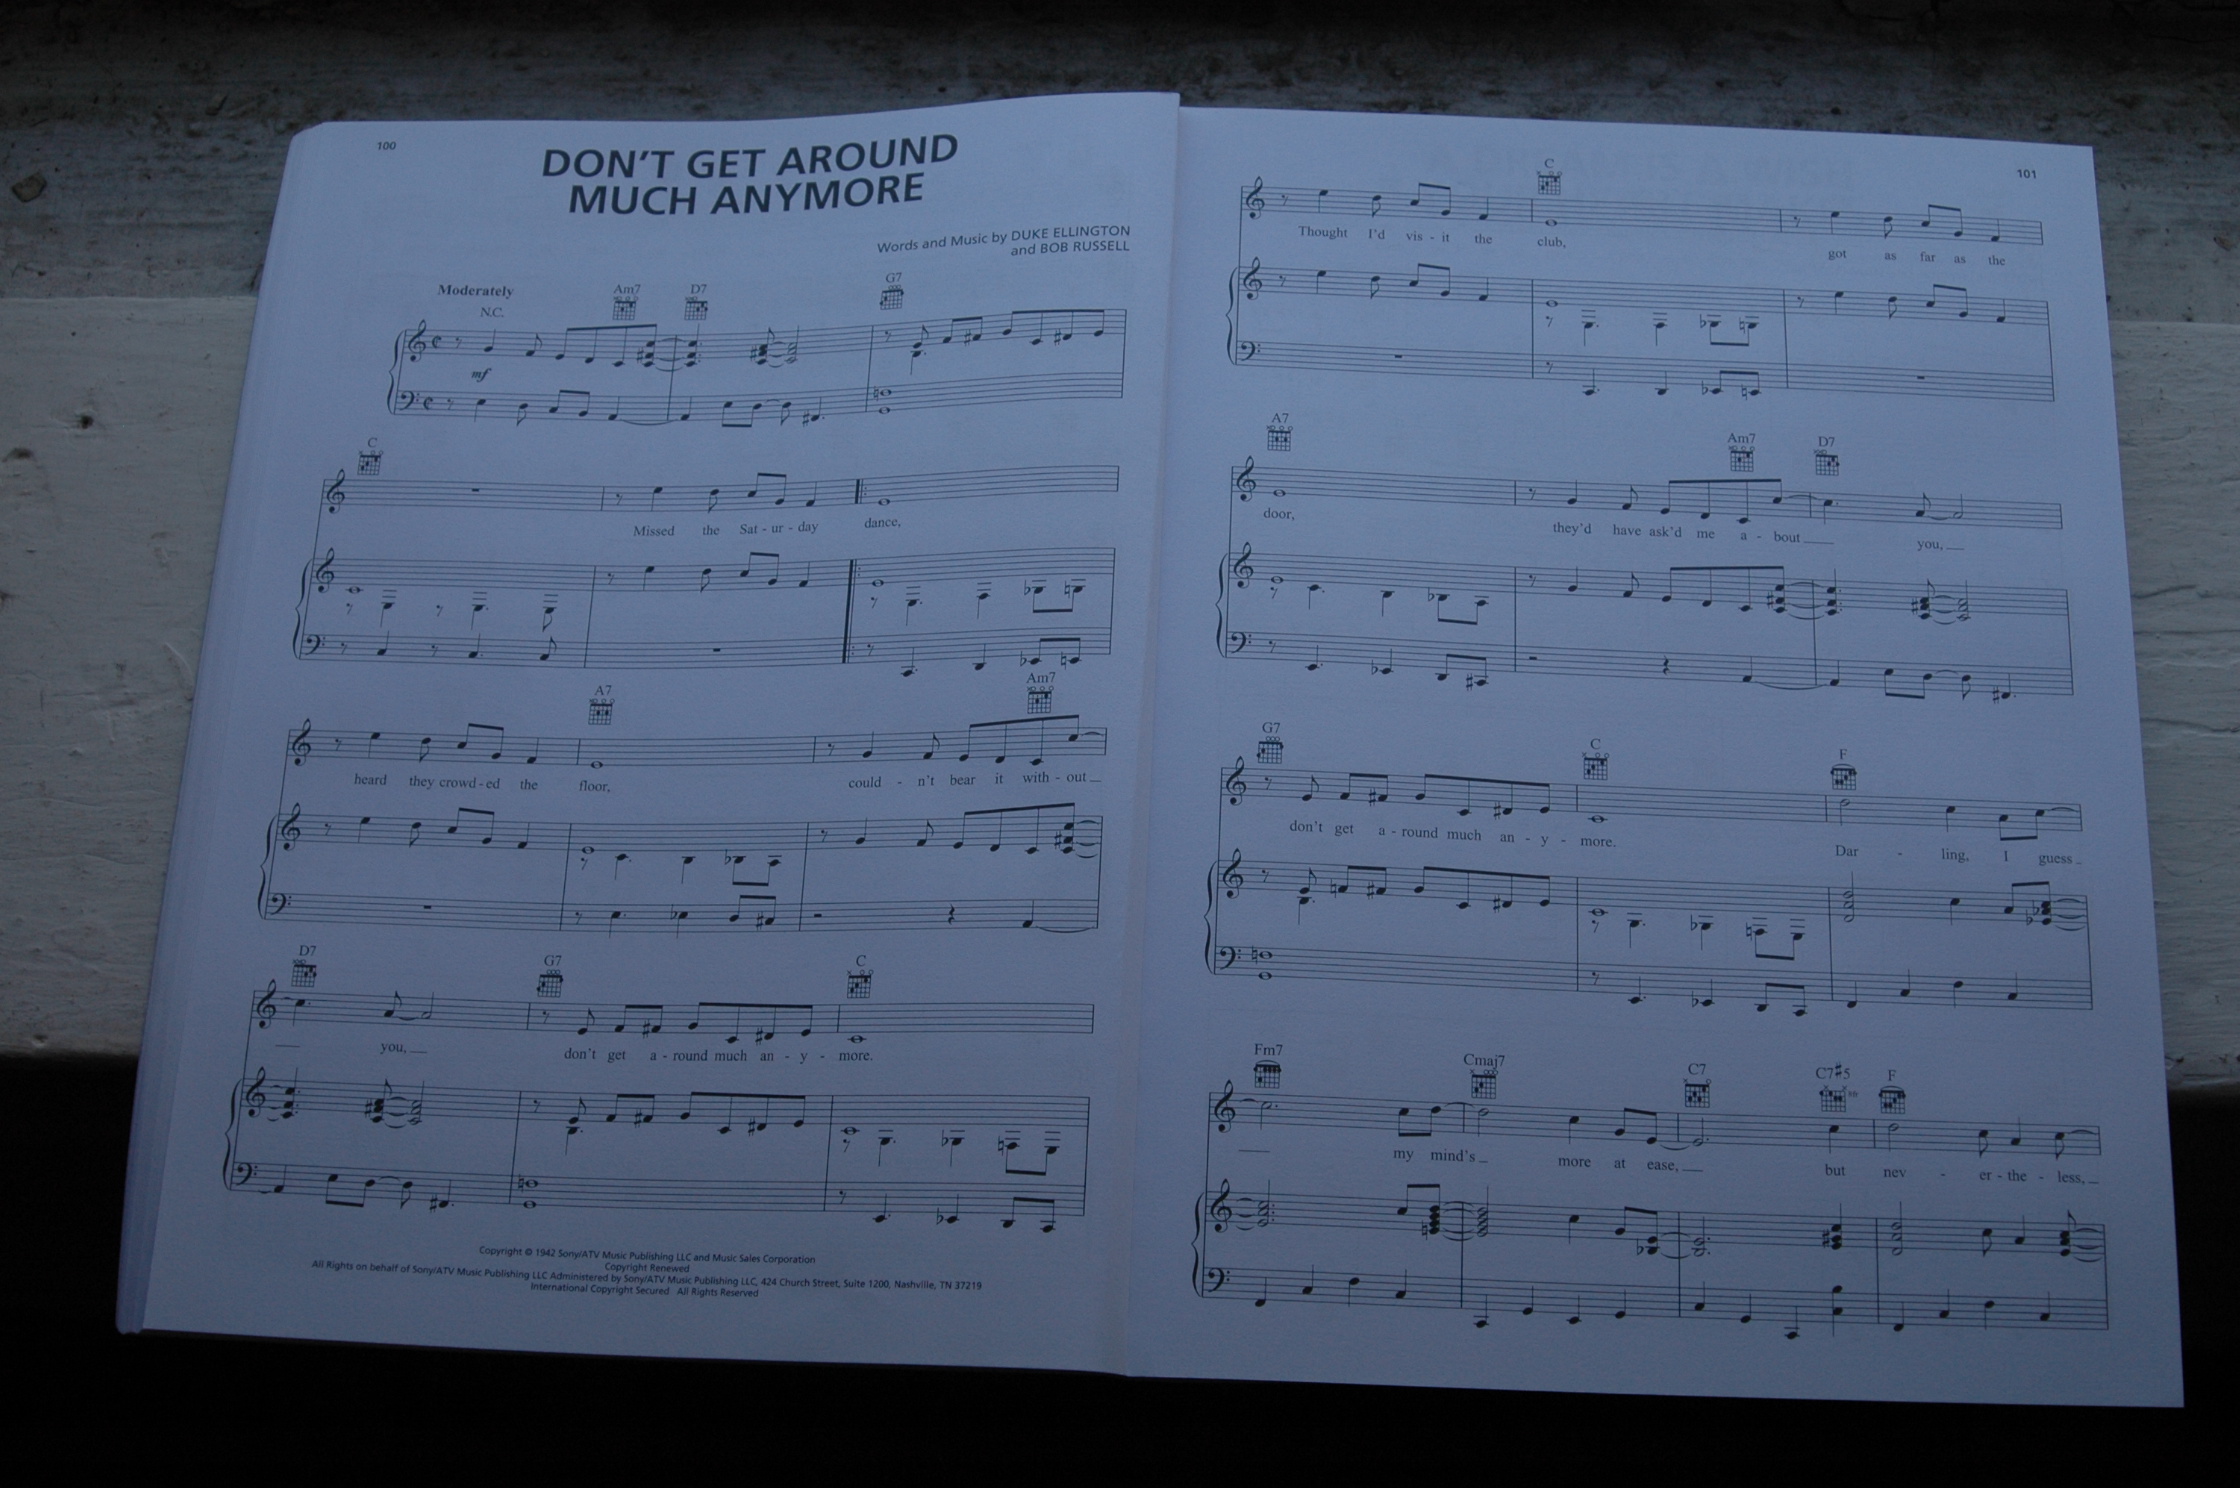 100
DON'T GET AROUND
MUCH ANYMORE
Words and Music by DUKE ELLINGTON
and BOB RUSSELL
Moderately
N.C. Am7 D7 G7
mf
C
Missed the Sat - ur - day dance,
A7 Am7
heard they crowd - ed the floor, could - n't bear it with - out
D7 G7 C
you, don't get a - round much an - y - more.
Copyright © 1942 Sony/ATV Music Publishing LLC and Music Sales Corporation
Copyright Renewed
All Rights on behalf of Sony/ATV Music Publishing LLC Administered by Sony/ATV Music Publishing LLC, 424 Church Street, Suite 1200, Nashville, TN 37219
International Copyright Secured All Rights Reserved
101
C
Thought I'd vis - it the club, got as far as the
A7 Am7 D7
door, they'd have ask'd me a - bout you,
G7 C F
don't get a - round much an - y - more. Dar - ling, I guess
Fm7 Cmaj7 C7 C7#5 F
my mind's more at ease, but nev - er - the - less,